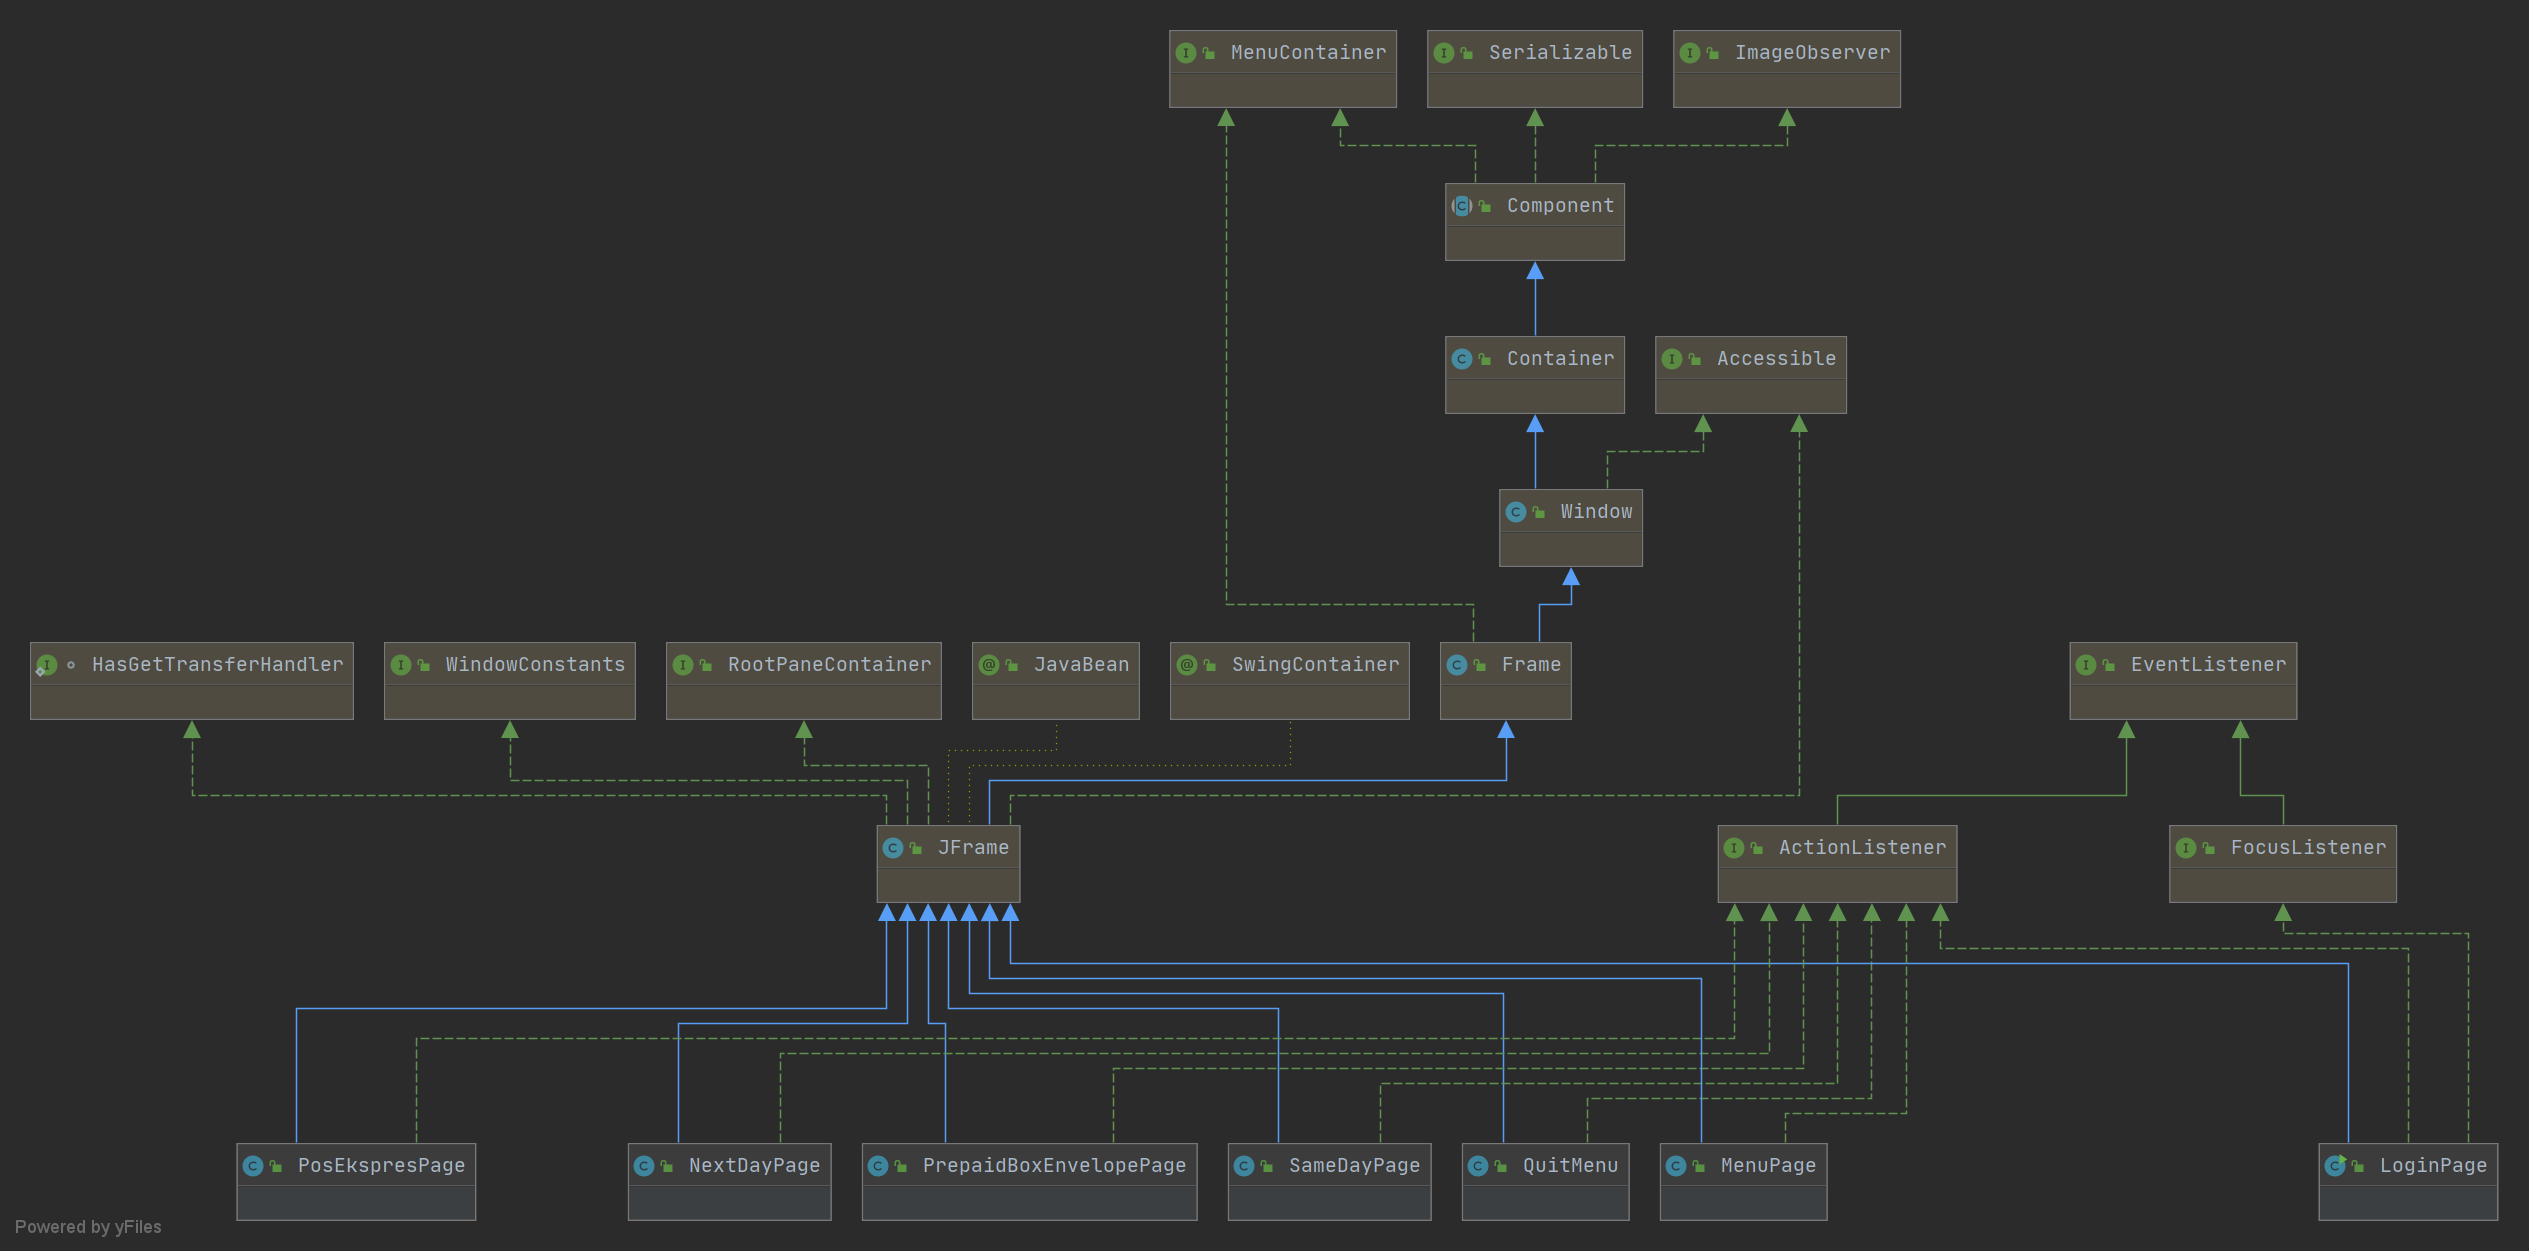 MenuContainer
Serializable
ImageObserver
Component
Container
Accessible
Window
HasGetTransferHandler
WindowConstants
RootPaneContainer
JavaBean
SwingContainer
Frame
EventListener
JFrame
ActionListener
FocusListener
PosEkspresPage
NextDayPage
PrepaidBoxEnvelopePage
SameDayPage
QuitMenu
MenuPage
LoginPage
Powered by yFiles